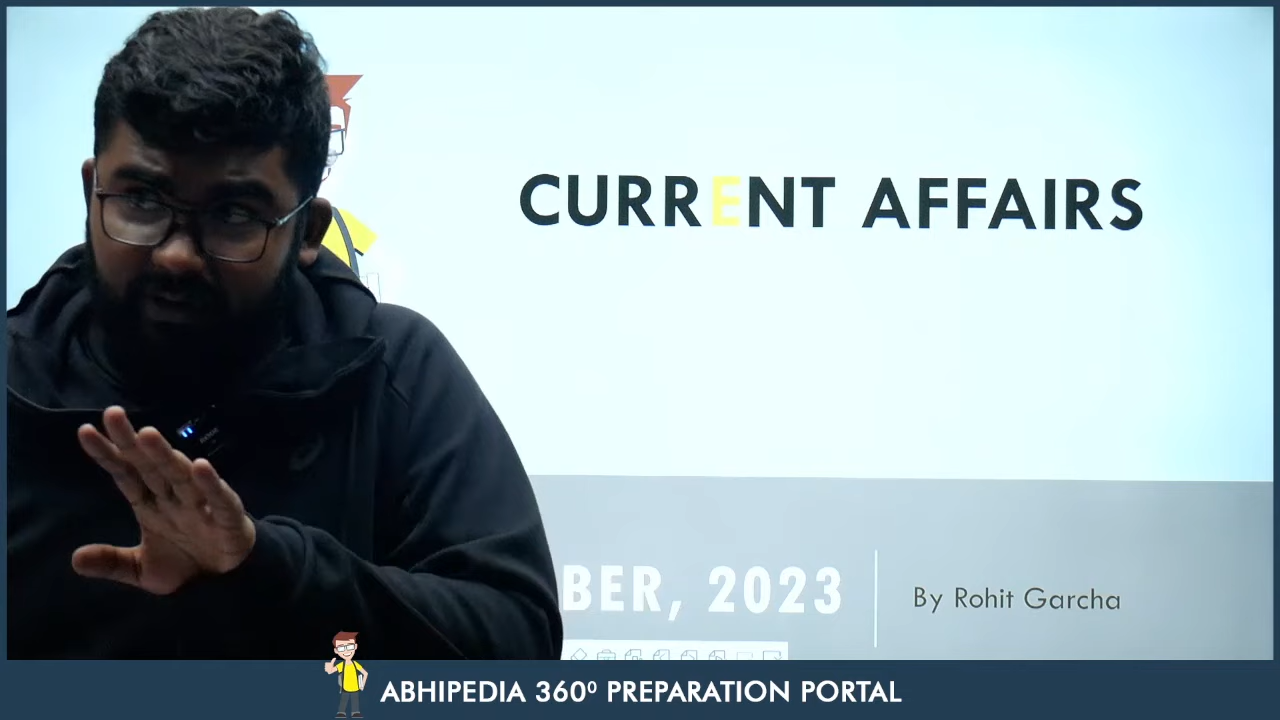 CURRENT AFFAIRS
BER, 2023
By Rohit Garcha
ABHIPEDIA 360⁰ PREPARATION PORTAL